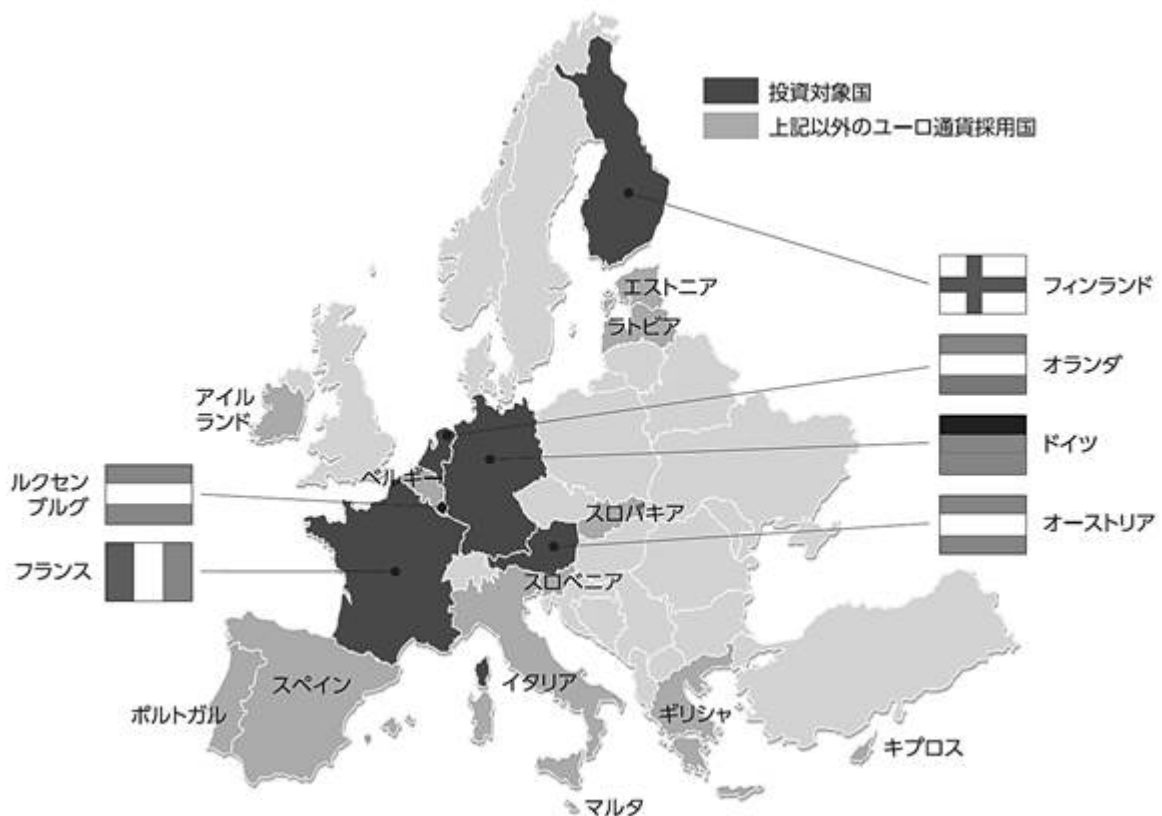 投資対象国
上記以外のユーロ通貨採用国
エストニア
フィンランド
ラトビア
オランダ
アイル
ランド
ドイツ
ベルギー
ルクセン
ブルグ
スロバキア
オーストリア
フランス
スロベニア
スペイン
イタリア
ポルトガル
ギリシャ
キプロス
マルタ